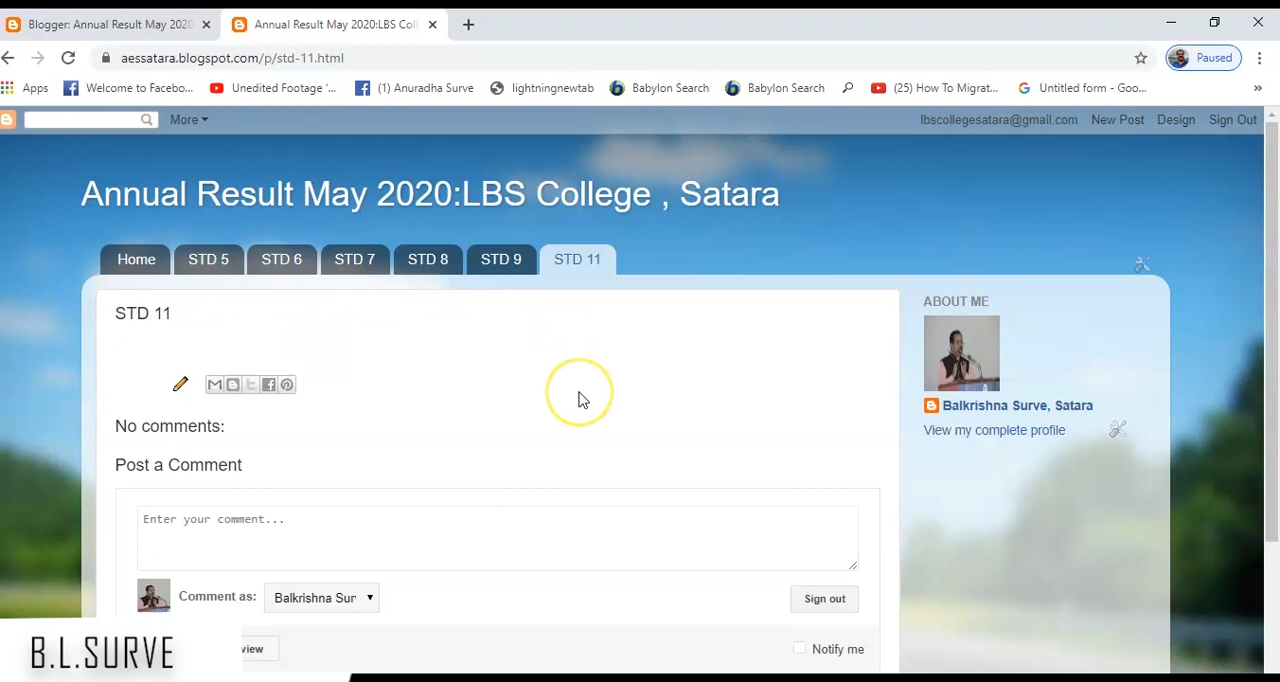 Blogger: Annual Result May 2020
Annual Result May 2020:LBS Coll
aessatara.blogspot.com/p/std-11.html
Paused
Apps
Welcome to Facebo...
Unedited Footage '...
(1) Anuradha Surve
lightningnewtab
Babylon Search
Babylon Search
(25) How To Migrat...
Untitled form - Goo...
More
lbscollegesatara@gmail.com
New Post
Design
Sign Out
Annual Result May 2020:LBS College , Satara
Home
STD 5
STD 6
STD 7
STD 8
STD 9
STD 11
STD 11
ABOUT ME
Balkrishna Surve, Satara
View my complete profile
No comments:
Post a Comment
Enter your comment...
Comment as:
Balkrishna Sur
Sign out
view
Notify me
B.L.SURVE